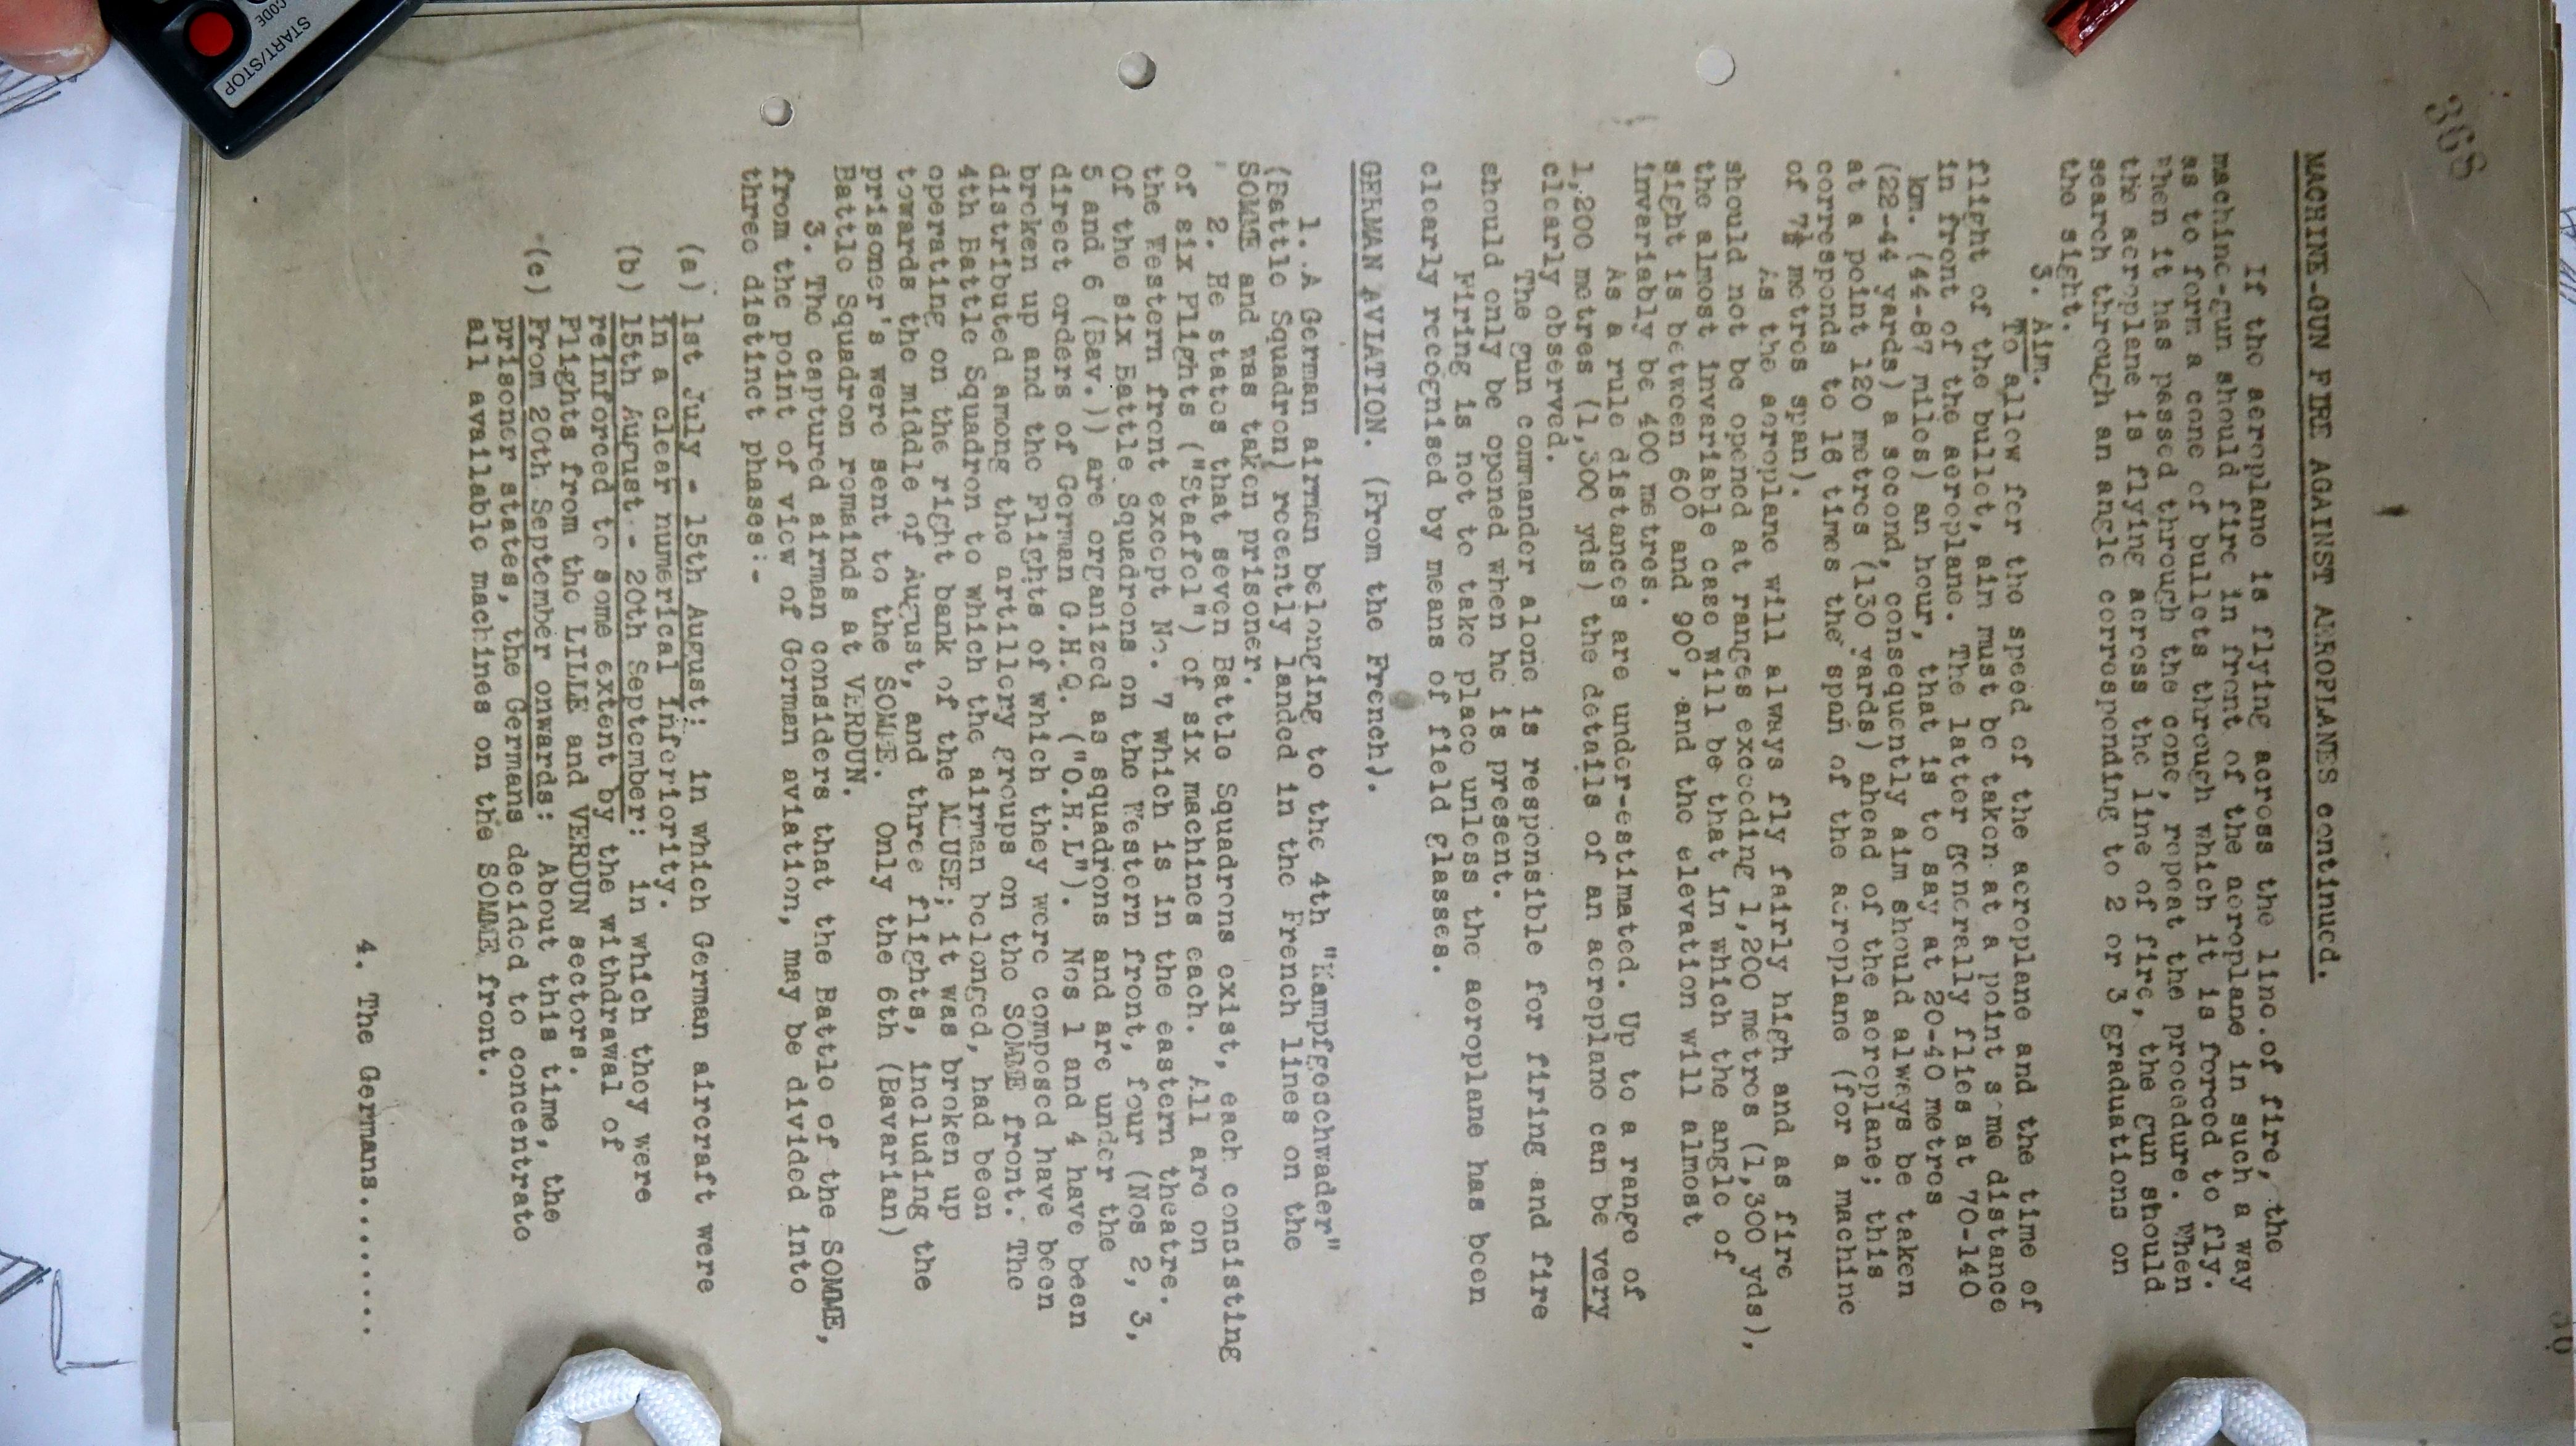 368
MACHINE-GUN FIRE AGAINST AEROPLANES continued.
If the aeroplane is flying across the line of fire, the
machine-gun should fire in front of the aeroplane in such a way
as to form a cone of bullets through which it is forced to fly.
When it has passed through the cone, repeat the procedure. When
the aeroplane is flying across the line of fire, the gun should
search through an angle corresponding to 2 or 3 graduations on
the sight.
3. Aim.
To allow for the speed of the aeroplane and the time of
flight of the bullet, aim must be taken at a point some distance
in front of the aeroplane. The latter generally flies at 70-140
km. (44-87 miles) an hour, that is to say at 20-40 metres
(22-44 yards) a second, consequently aim should always be taken
at a point 120 metres (130 yards) ahead of the aeroplane; this
corresponds to 16 times the span of the aeroplane (for a machine
of 7½ metres span).
As the aeroplane will always fly fairly high and as fire
should not be opened at ranges exceeding 1,200 metres (1,300 yds),
the almost invariable case will be that in which the angle of
sight is between 60° and 90°, and the elevation will almost
invariably be 400 metres.
As a rule distances are under-estimated. Up to a range of
1,200 metres (1,300 yds) the details of an aeroplane can be very
clearly observed.
The gun commander alone is responsible for firing and fire
should only be opened when he is present.
Firing is not to take place unless the aeroplane has been
clearly recognised by means of field glasses.
GERMAN AVIATION. (From the French).
1. A German airman belonging to the 4th "Kampfgeschwader"
(Battle Squadron) recently landed in the French lines on the
SOMME and was taken prisoner.
2. He states that seven Battle Squadrons exist, each consisting
of six Flights ("Staffel") of six machines each. All are on
the Western front except No. 7 which is in the eastern theatre.
Of the six Battle Squadrons on the Western front, four (Nos 2, 3,
5 and 6 (Bav.)) are organized as squadrons and are under the
direct orders of German G.H.Q. ("O.H.L"). Nos 1 and 4 have been
broken up and the Flights of which they were composed have been
distributed among the artillery groups on the SOMME front. The
4th Battle Squadron to which the airman belonged, had been
operating on the right bank of the MEUSE; it was broken up
towards the middle of August, and three flights, including the
prisoner's were sent to the SOMME. Only the 6th (Bavarian)
Battle Squadron remains at VERDUN.
3. The captured airman considers that the Battle of the SOMME,
from the point of view of German aviation, may be divided into
three distinct phases:-
(a) 1st July - 15th August: in which German aircraft were
in a clear numerical inferiority.
(b) 15th August - 20th September: in which they were
reinforced to some extent by the withdrawal of
Flights from the LILLE and VERDUN sectors.
(c) From 20th September onwards: About this time, the
prisoner states, the Germans decided to concentrate
all available machines on the SOMME front.
4. The Germans........
START/STOP
CODE